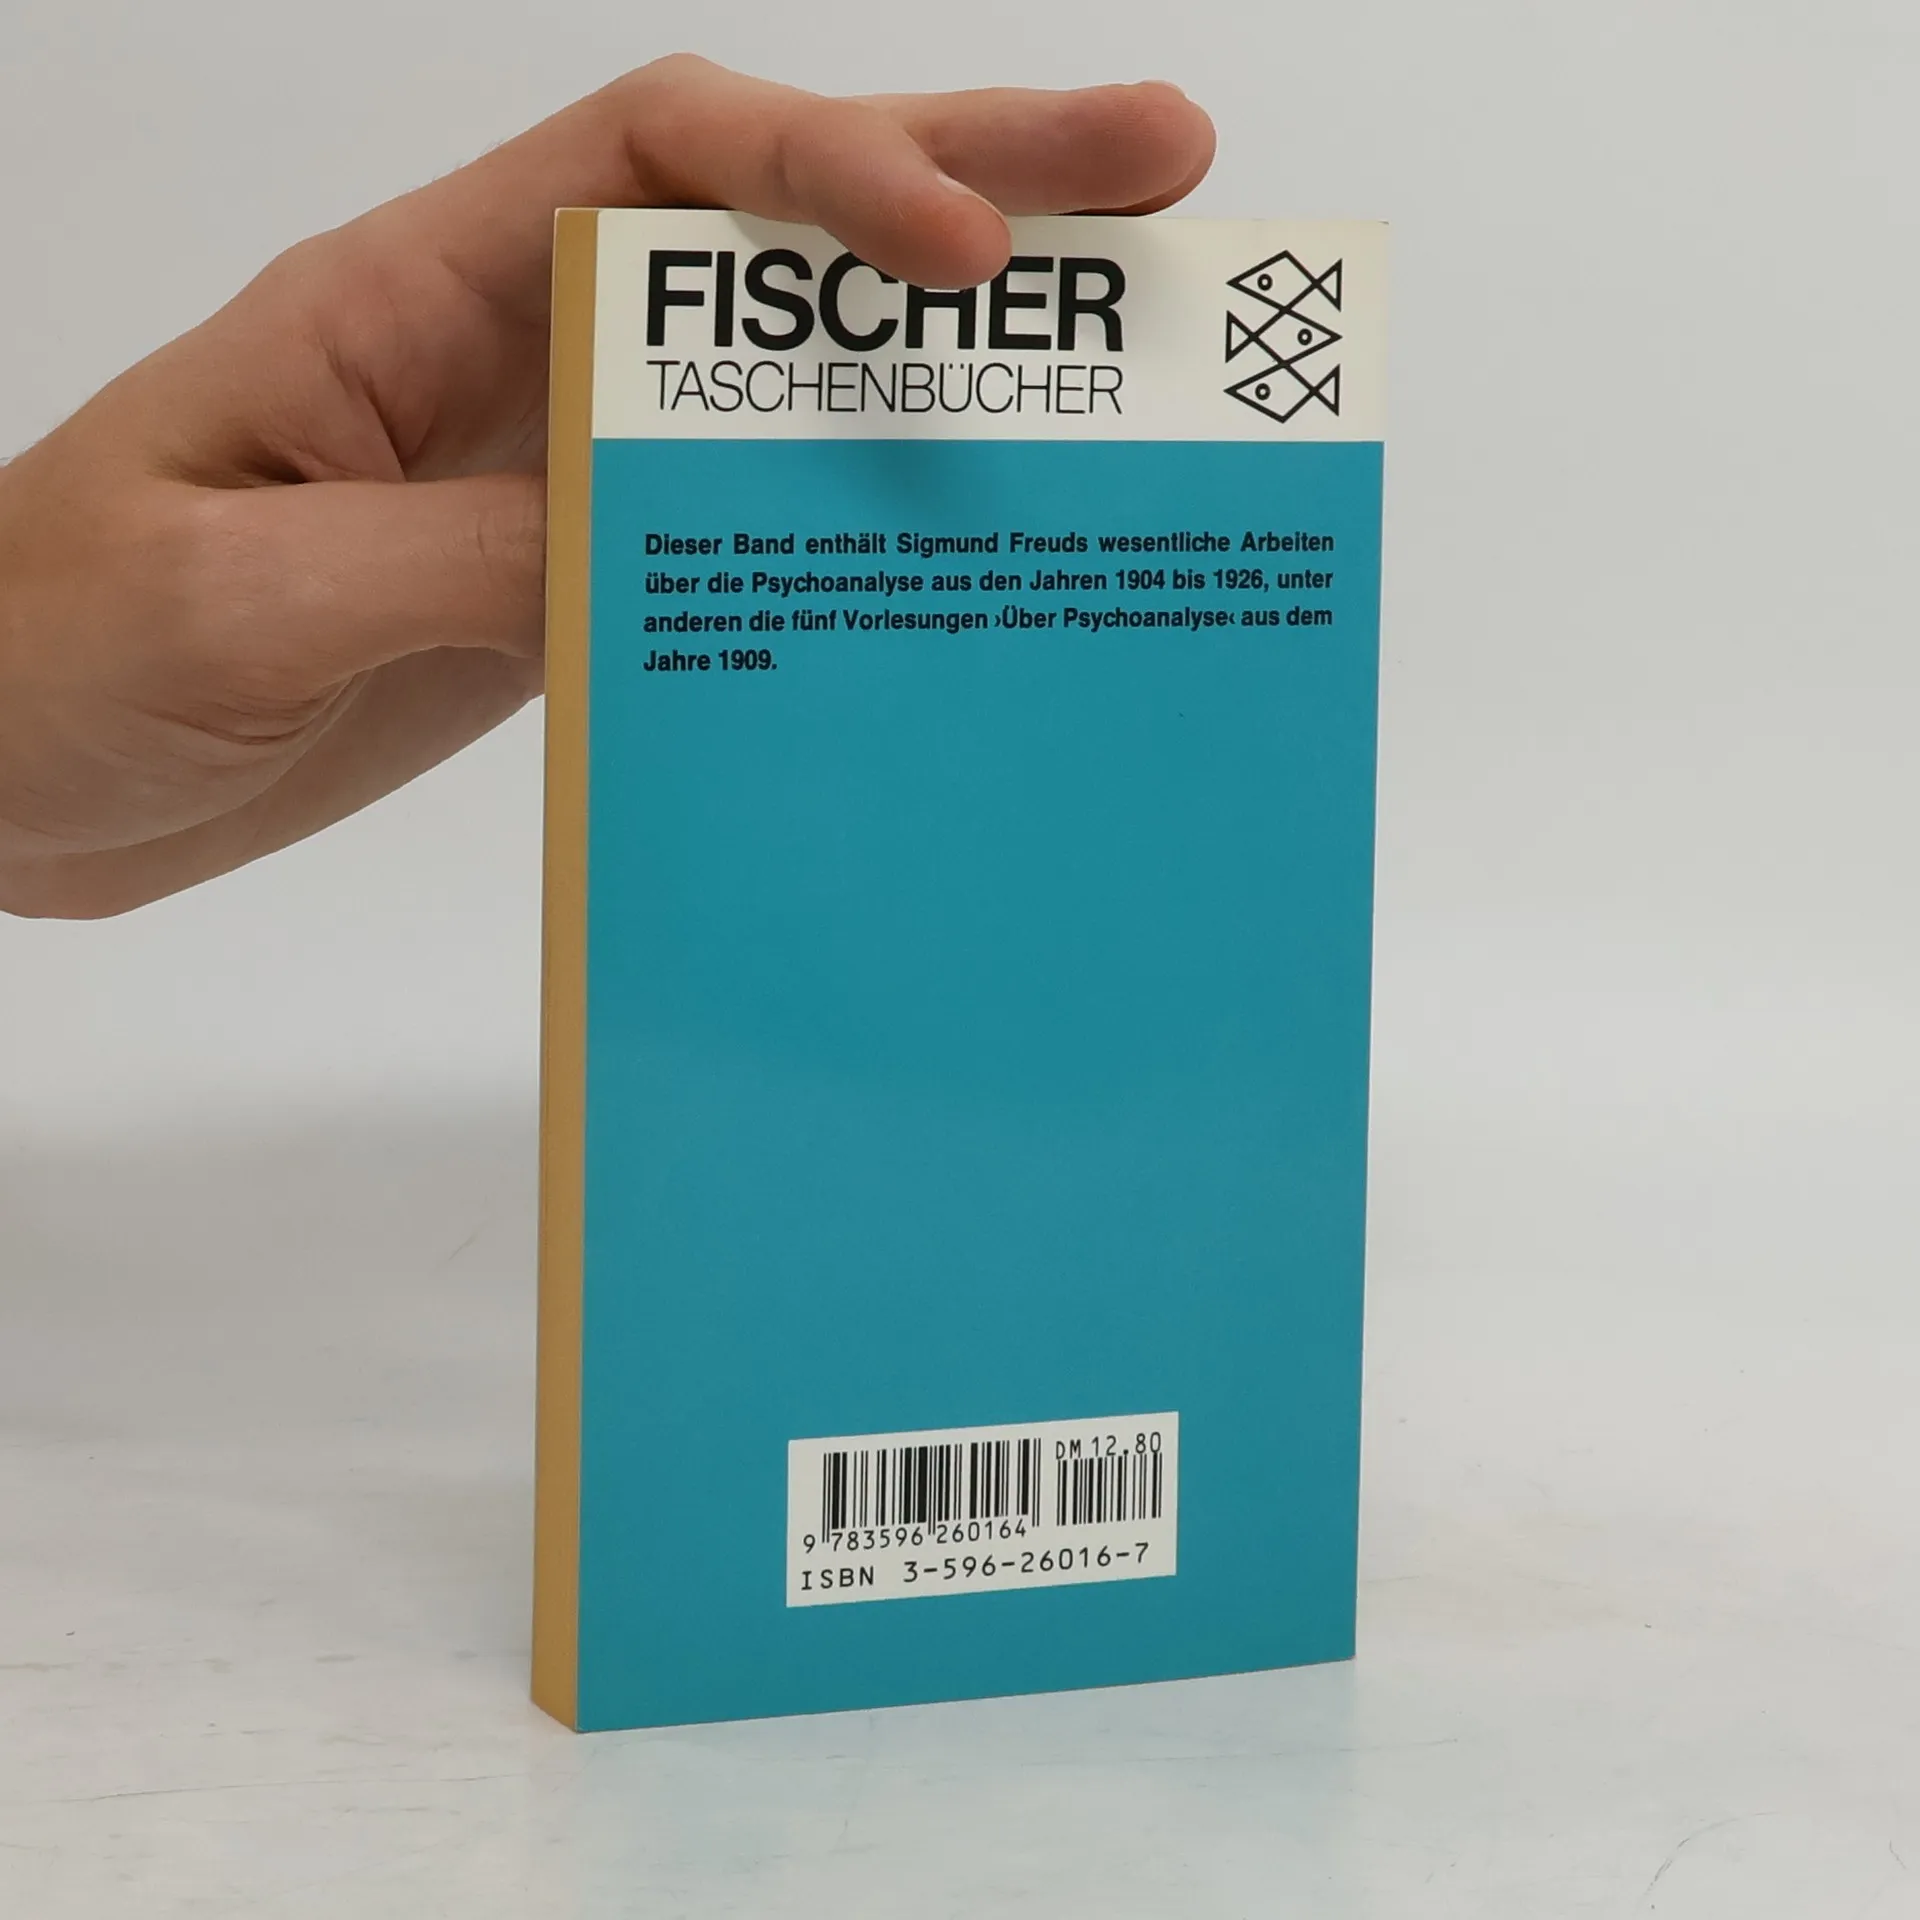 FISCHER
TASCHENBÜCHER
Dieser Band enthält Sigmund Freuds wesentliche Arbeiten
über die Psychoanalyse aus den Jahren 1904 bis 1926, unter
anderen die fünf Vorlesungen ›Über Psychoanalyse‹ aus dem
Jahre 1909.
DM 12.80
9 783596 260164
ISBN 3-596-26016-7